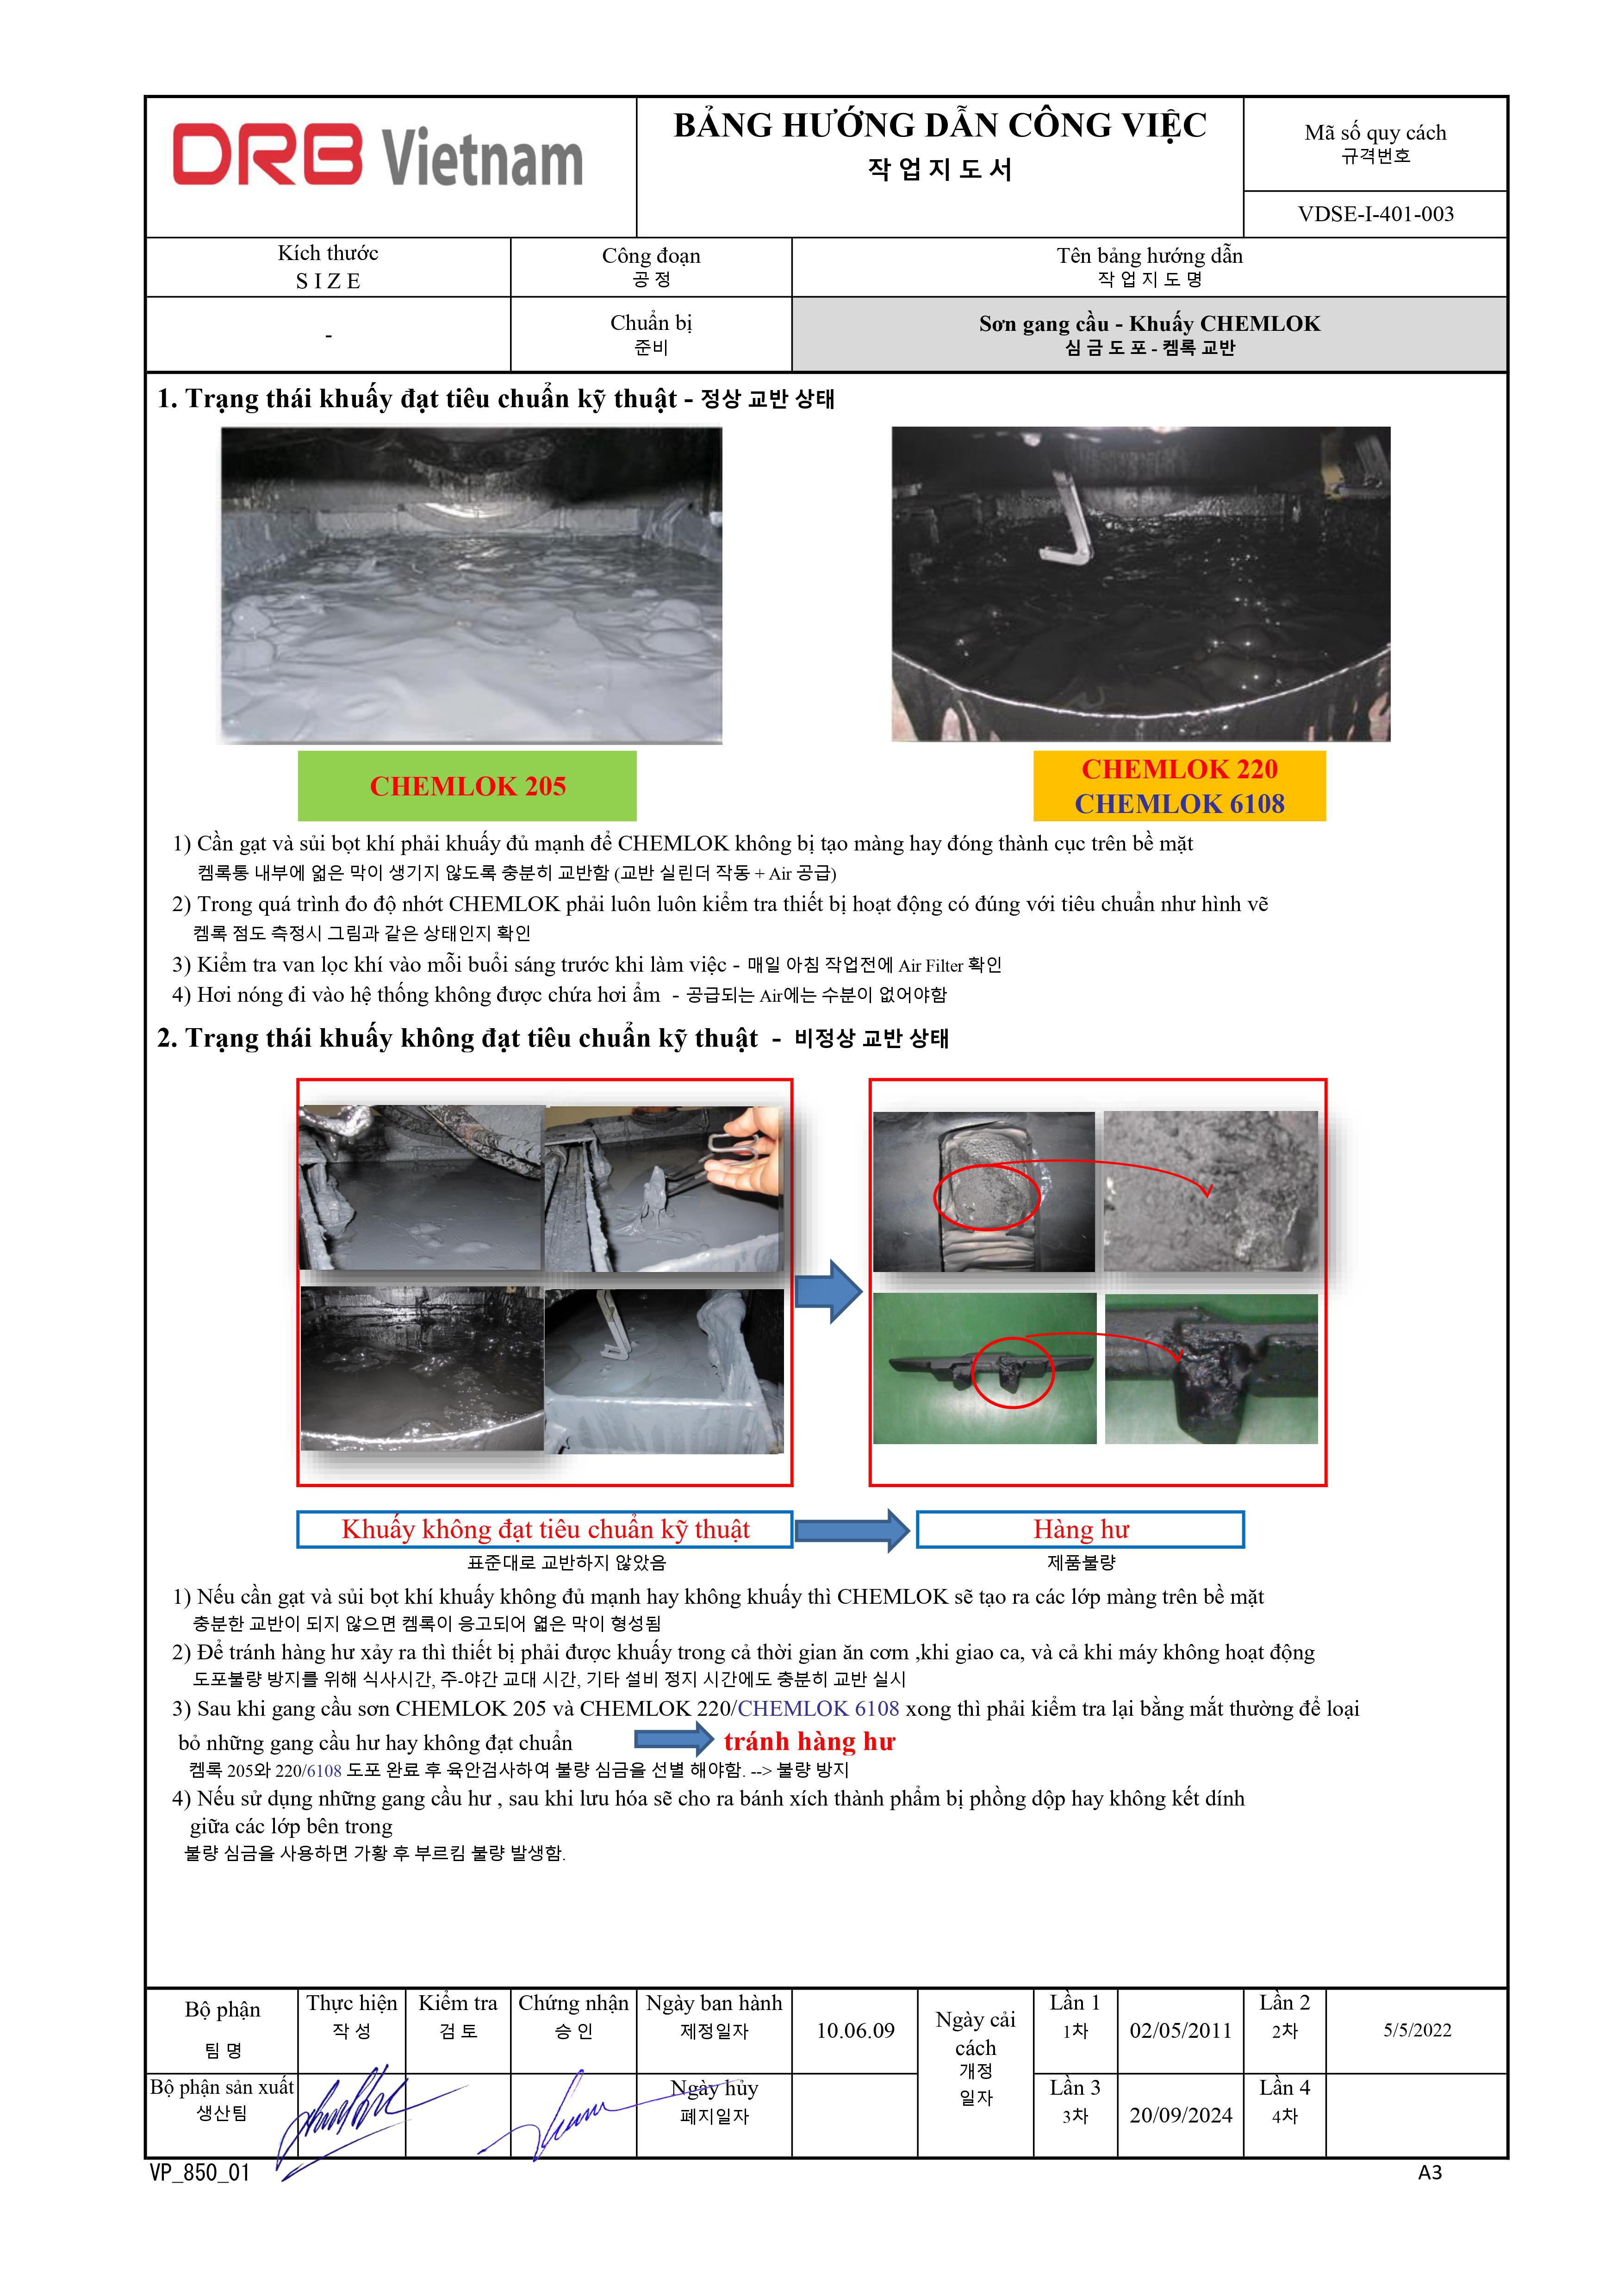 DRB Vietnam
BẢNG HƯỚNG DẪN CÔNG VIỆC
작 업 지 도 서
Mã số quy cách
규격번호
VDSE-I-401-003
Kích thước
S I Z E
Công đoạn
공 정
Tên bảng hướng dẫn
작 업 지 도 명
-
Chuẩn bị
준비
Sơn gang cầu - Khuấy CHEMLOK
심 금 도 포 - 켐록 교반
1. Trạng thái khuấy đạt tiêu chuẩn kỹ thuật - 정상 교반 상태
CHEMLOK 205
CHEMLOK 220
CHEMLOK 6108
1) Cần gạt và sủi bọt khí phải khuấy đủ mạnh để CHEMLOK không bị tạo màng hay đóng thành cục trên bề mặt
켐록통 내부에 엷은 막이 생기지 않도록 충분히 교반함 (교반 실린더 작동 + Air 공급)
2) Trong quá trình đo độ nhớt CHEMLOK phải luôn luôn kiểm tra thiết bị hoạt động có đúng với tiêu chuẩn như hình vẽ
켐록 점도 측정시 그림과 같은 상태인지 확인
3) Kiểm tra van lọc khí vào mỗi buổi sáng trước khi làm việc - 매일 아침 작업전에 Air Filter 확인
4) Hơi nóng đi vào hệ thống không được chứa hơi ẩm - 공급되는 Air에는 수분이 없어야함
2. Trạng thái khuấy không đạt tiêu chuẩn kỹ thuật - 비정상 교반 상태
Khuấy không đạt tiêu chuẩn kỹ thuật
Hàng hư
표준대로 교반하지 않았음
제품불량
1) Nếu cần gạt và sủi bọt khí khuấy không đủ mạnh hay không khuấy thì CHEMLOK sẽ tạo ra các lớp màng trên bề mặt
충분한 교반이 되지 않으면 켐록이 응고되어 엷은 막이 형성됨
2) Để tránh hàng hư xảy ra thì thiết bị phải được khuấy trong cả thời gian ăn cơm ,khi giao ca, và cả khi máy không hoạt động
도포불량 방지를 위해 식사시간, 주-야간 교대 시간, 기타 설비 정지 시간에도 충분히 교반 실시
3) Sau khi gang cầu sơn CHEMLOK 205 và CHEMLOK 220/CHEMLOK 6108 xong thì phải kiểm tra lại bằng mắt thường để loại
bỏ những gang cầu hư hay không đạt chuẩn tránh hàng hư
켐록 205와 220/6108 도포 완료 후 육안검사하여 불량 심금을 선별 해야함. --> 불량 방지
4) Nếu sử dụng những gang cầu hư , sau khi lưu hóa sẽ cho ra bánh xích thành phẩm bị phồng dộp hay không kết dính
giữa các lớp bên trong
불량 심금을 사용하면 가황 후 부르킴 불량 발생함.
Bộ phận
팀 명
Thực hiện
작 성
Kiểm tra
검 토
Chứng nhận
승 인
Ngày ban hành
제정일자
10.06.09
Ngày cải
cách
개정
일자
Lần 1
1차
02/05/2011
Lần 2
2차
5/5/2022
Bộ phận sản xuất
생산팀
Ngày hủy
폐지일자
Lần 3
3차
20/09/2024
Lần 4
4차
VP_850_01
A3